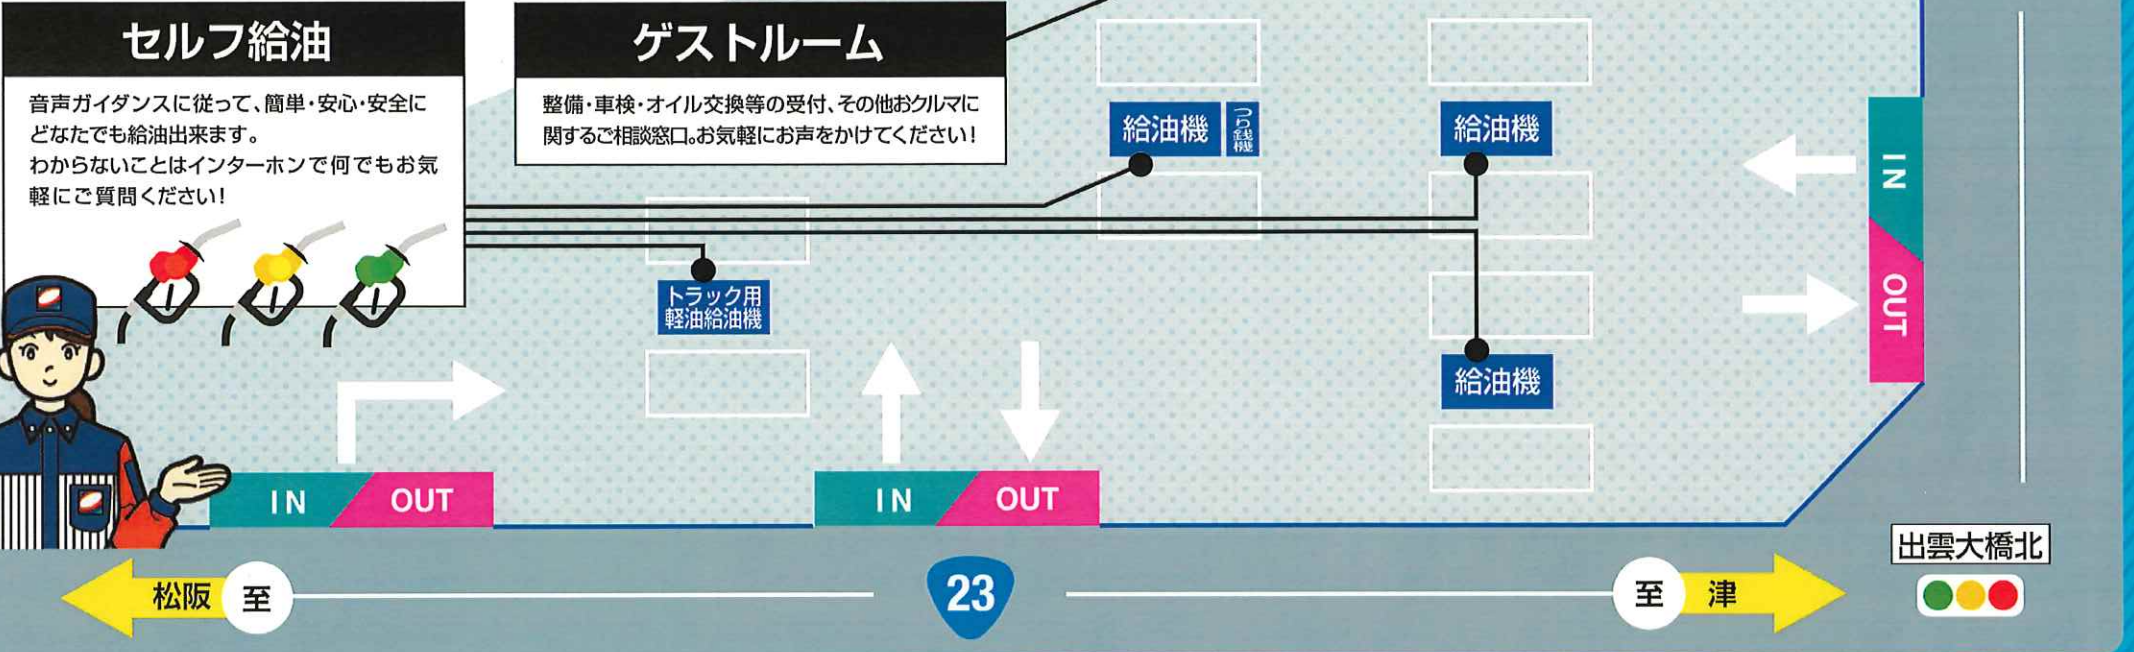 セルフ給油
音声ガイダンスに従って、簡単・安心・安全に
どなたでも給油出来ます。
わからないことはインターホンで何でもお気
軽にご質問ください!
ゲストルーム
整備・車検・オイル交換等の受付、その他おクルマに
関するご相談窓口。お気軽にお声をかけてください!
給油機
つり銭機
給油機
トラック用
軽油給油機
給油機
IN
OUT
IN
OUT
IN
OUT
松阪
至
23
至
津
出雲大橋北